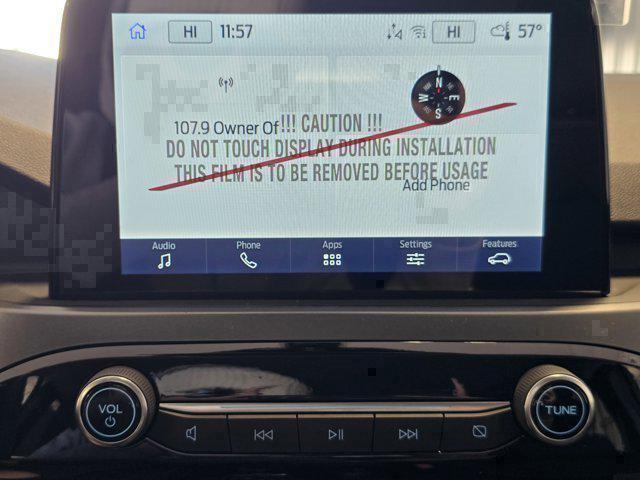 HI 11:57 HI 57°
N
W E
S
107.9 Owner Of
!!! CAUTION !!!
DO NOT TOUCH DISPLAY DURING INSTALLATION
THIS FILM IS TO BE REMOVED BEFORE USAGE
Add Phone
Audio Phone Apps Settings Features
VOL TUNE